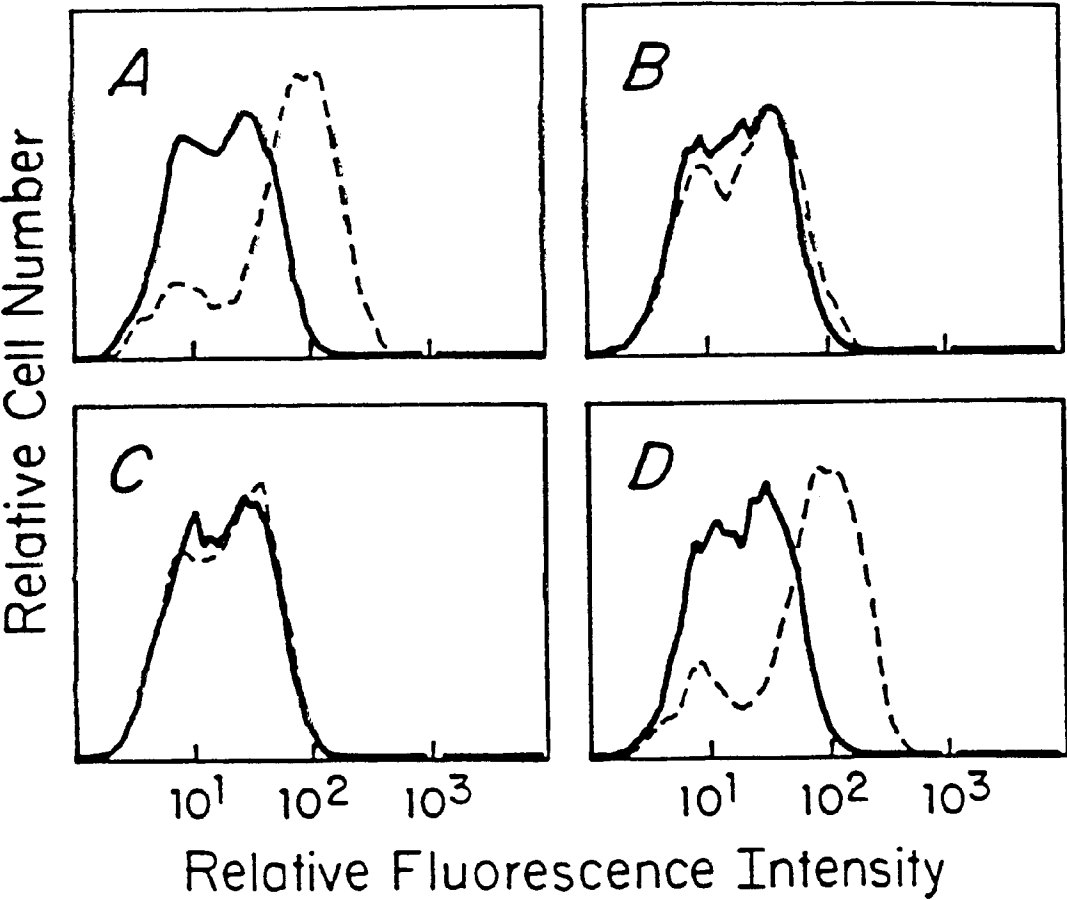 A
B
C
D
Relative Cell Number
10¹ 10² 10³ 10¹ 10² 10³
Relative Fluorescence Intensity